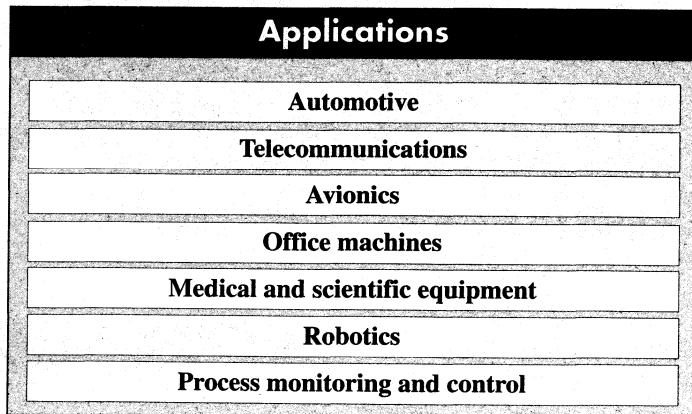 Applications
Automotive
Telecommunications
Avionics
Office machines
Medical and scientific equipment
Robotics
Process monitoring and control